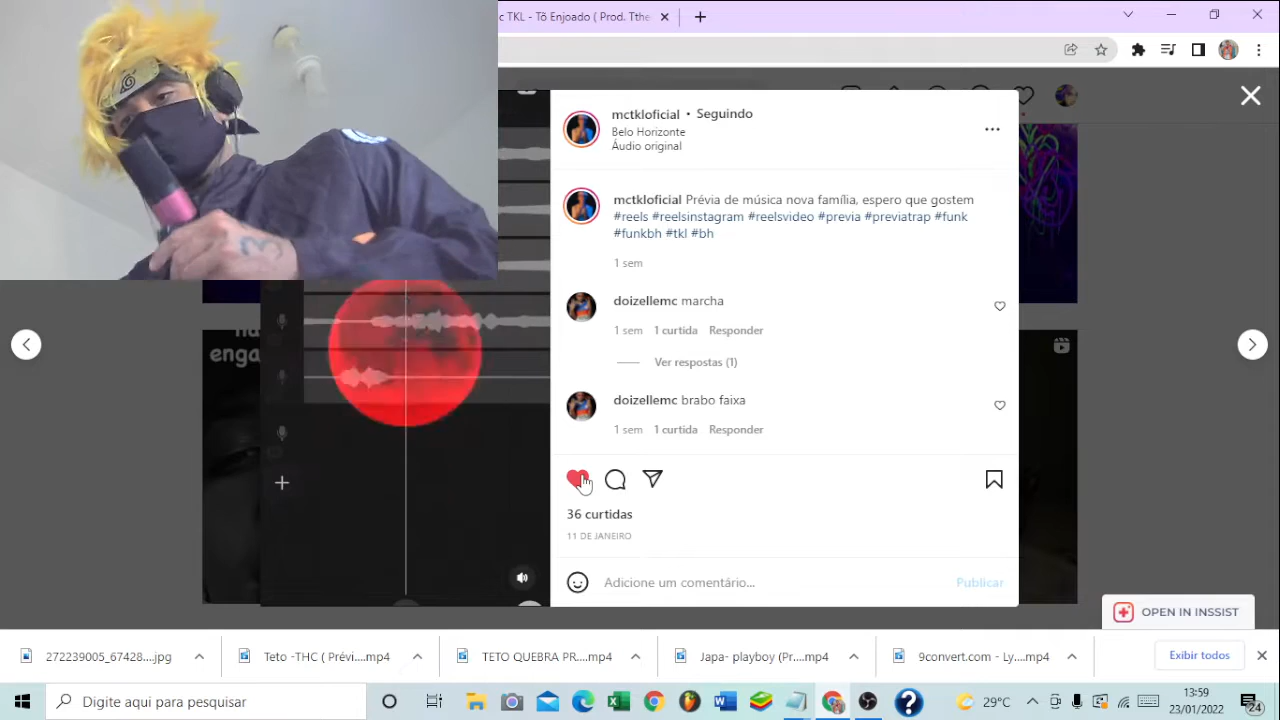 c TKL - Tô Enjoado ( Prod. Tthe
mctkloficial • Seguindo
Belo Horizonte
Áudio original
mctkloficial Prévia de música nova família, espero que gostem
#reels #reelsinstagram #reelsvideo #previa #previatrap #funk
#funkbh #tkl #bh
1 sem
doizellemc marcha
1 sem 1 curtida Responder
Ver respostas (1)
doizellemc brabo faixa
1 sem 1 curtida Responder
36 curtidas
11 DE JANEIRO
Adicione um comentário... Publicar
enga
OPEN IN INSSIST
272239005_67428....jpg
Teto -THC ( Prévi....mp4
TETO QUEBRA PR....mp4
Japa- playboy (Pr....mp4
9convert.com - Ly....mp4
Exibir todos
Digite aqui para pesquisar
29°C
13:59
23/01/2022
24